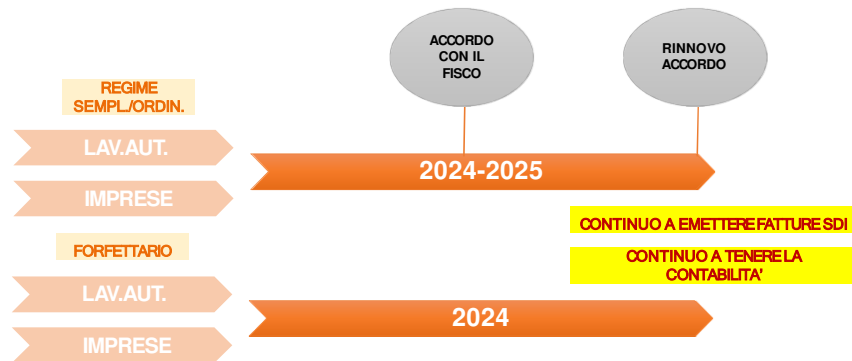 ACCORDO
CON IL
FISCO
RINNOVO
ACCORDO
REGIME
SEMPL./ORDIN.
LAV.AUT.
2024-2025
IMPRESE
CONTINUO A EMETTERE FATTURE SDI
FORFETTARIO
CONTINUO A TENERE LA
CONTABILITA'
LAV.AUT.
2024
IMPRESE